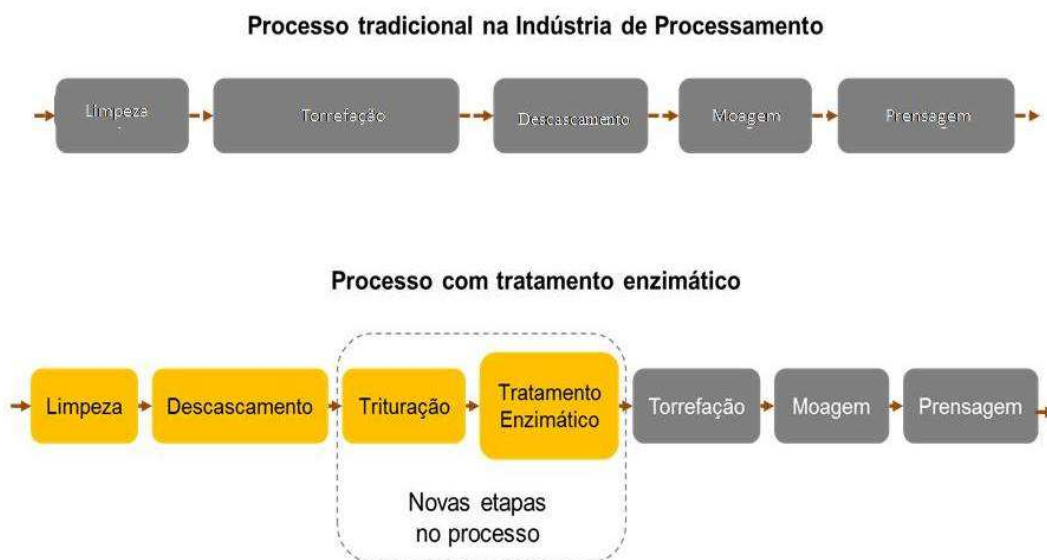 Processo tradicional na Indústria de Processamento
Limpeza
Torrefação
Descascamento
Moagem
Prensagem
Processo com tratamento enzimático
Limpeza
Descascamento
Trituração
Tratamento
Enzimático
Torrefação
Moagem
Prensagem
Novas etapas
no processo